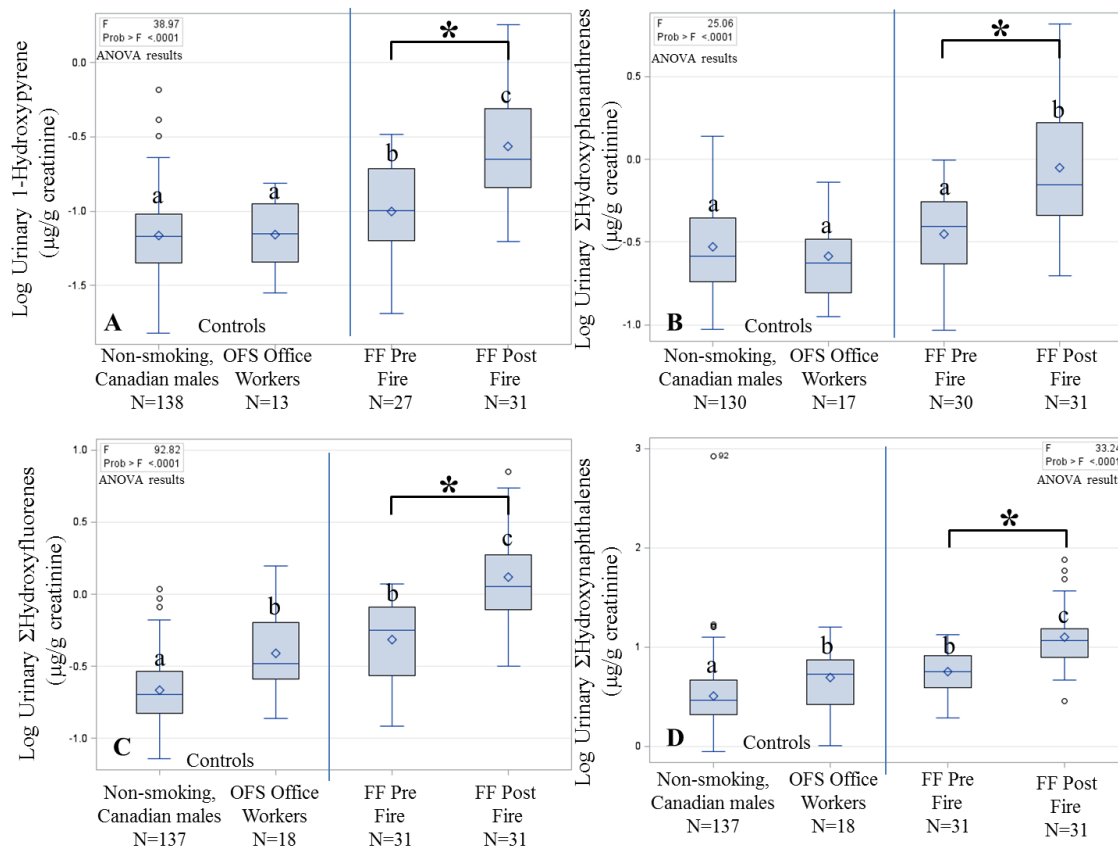 F 38.97
Prob > F <.0001
ANOVA results
Log Urinary 1-Hydroxypyrene
(µg/g creatinine)
0.0
-0.5
-1.0
-1.5
*
a
a
b
c
A
Controls
Non-smoking,
Canadian males
N=138
OFS Office
Workers
N=13
FF Pre
Fire
N=27
FF Post
Fire
N=31
F 25.06
Prob > F <.0001
ANOVA results
Log Urinary ΣHydroxyphenanthrenes
(µg/g creatinine)
0.5
0.0
-0.5
-1.0
*
a
a
a
b
B
Controls
Non-smoking,
Canadian males
N=130
OFS Office
Workers
N=17
FF Pre
Fire
N=30
FF Post
Fire
N=31
F 92.82
Prob > F <.0001
ANOVA results
Log Urinary ΣHydroxyfluorenes
(µg/g creatinine)
1.0
0.5
0.0
-0.5
-1.0
*
a
b
b
c
C
Controls
Non-smoking,
Canadian males
N=137
OFS Office
Workers
N=18
FF Pre
Fire
N=31
FF Post
Fire
N=31
F 33.24
Prob > F <.0001
ANOVA result
Log Urinary ΣHydroxynaphthalenes
(µg/g creatinine)
3
2
1
0
92
*
a
b
b
c
D
Controls
Non-smoking,
Canadian males
N=137
OFS Office
Workers
N=18
FF Pre
Fire
N=31
FF Post
Fire
N=31